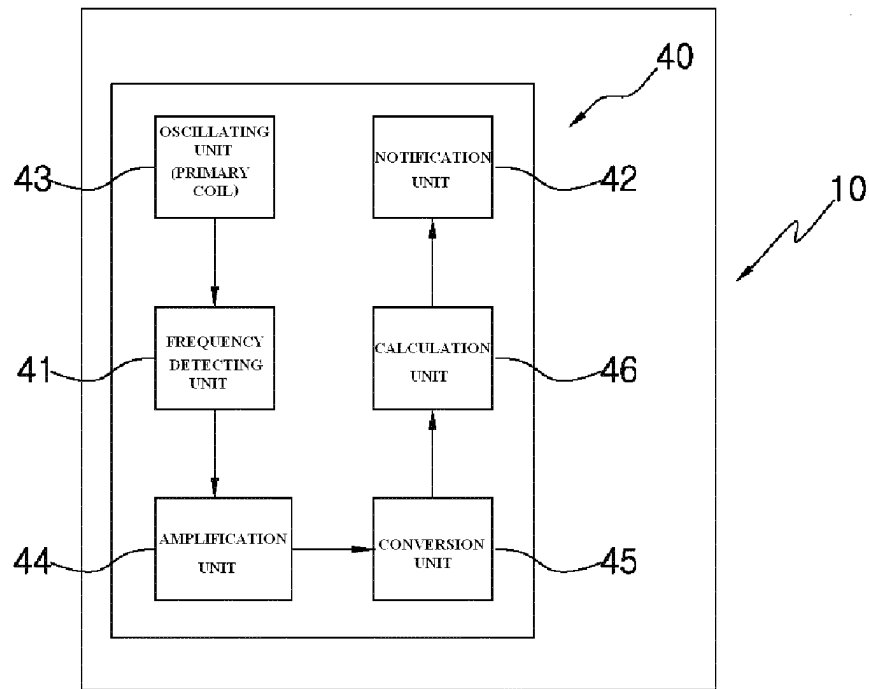 40
OSCILLATING
UNIT
(PRIMARY
COIL)
43
NOTIFICATION
UNIT
42
10
FREQUENCY
DETECTING
UNIT
41
CALCULATION
UNIT
46
AMPLIFICATION
UNIT
44
CONVERSION
UNIT
45